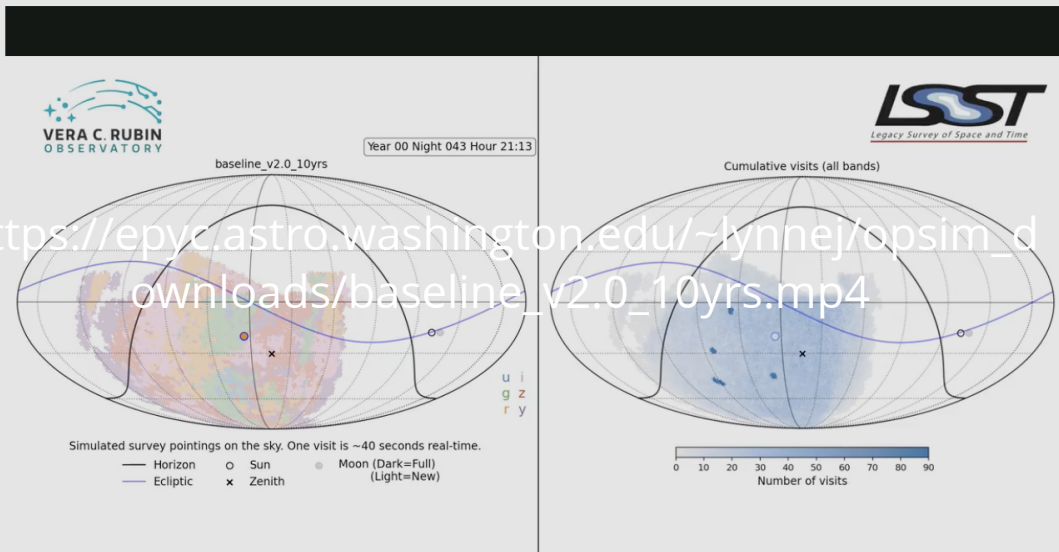 VERA C. RUBIN
OBSERVATORY
LSST
Legacy Survey of Space and Time
Year 00 Night 043 Hour 21:13
baseline_v2.0_10yrs
Cumulative visits (all bands)
ttps://epyc.astro.washington.edu/~lynnej/opsim_d
ownloads/baseline_v2.0_10yrs.mp4
u i
g z
r y
Simulated survey pointings on the sky. One visit is ~40 seconds real-time.
Horizon
Sun
Moon (Dark=Full)
(Light=New)
Ecliptic
Zenith
0 10 20 30 40 50 60 70 80 90
Number of visits